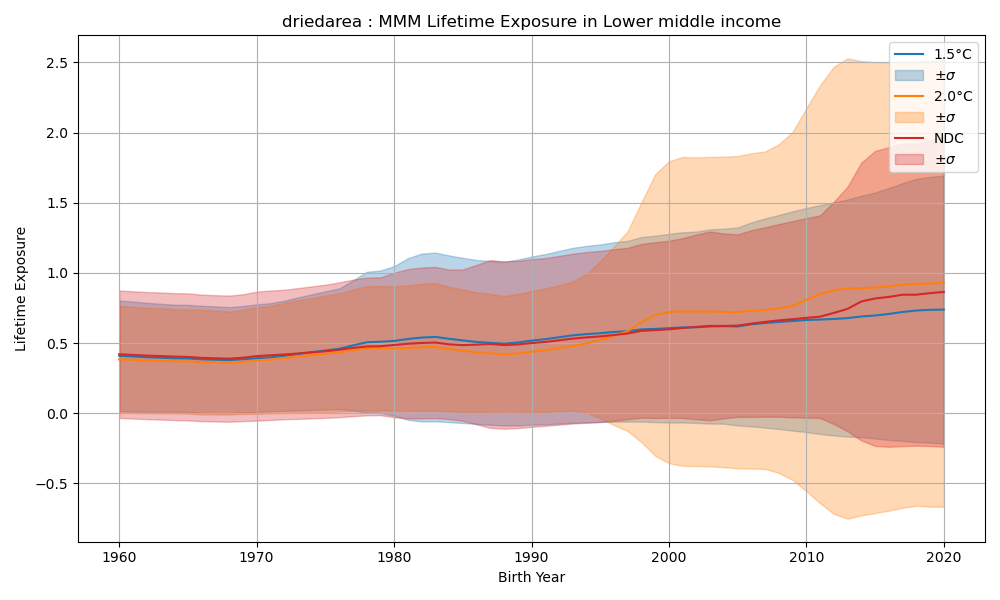 driedarea : MMM Lifetime Exposure in Lower middle income
1.5°C
±σ
2.0°C
±σ
NDC
±σ
2.5
2.0
1.5
1.0
0.5
0.0
−0.5
Lifetime Exposure
1960 1970 1980 1990 2000 2010 2020
Birth Year